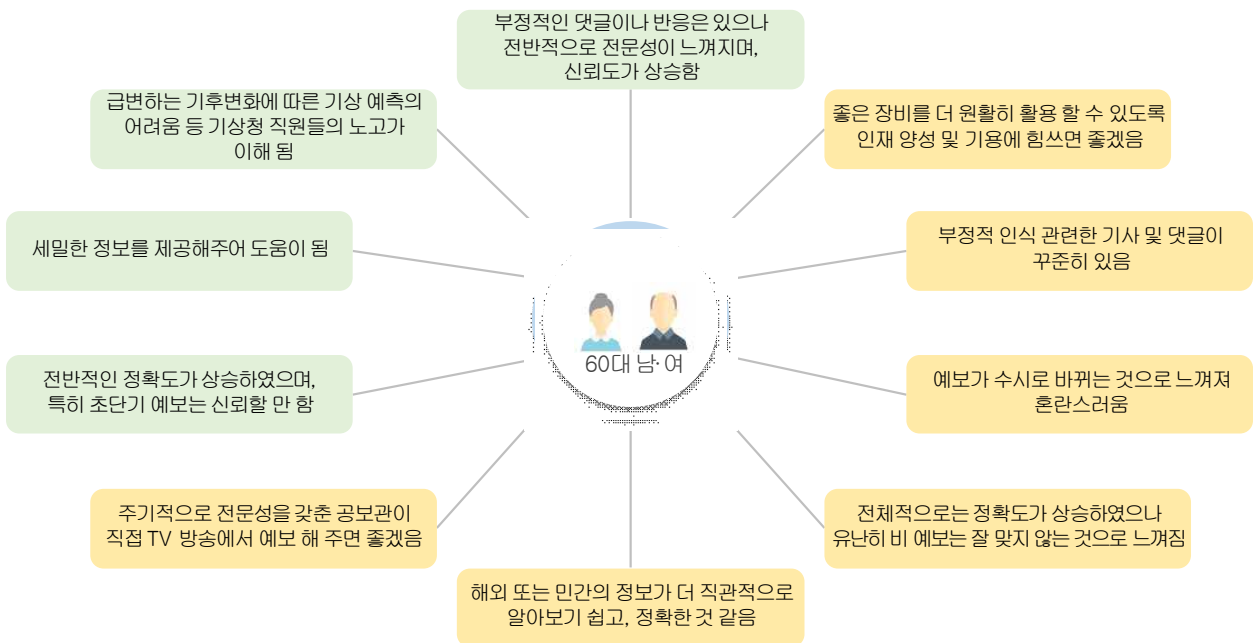 부정적인 댓글이나 반응은 있으나
전반적으로 전문성이 느껴지며,
신뢰도가 상승함
급변하는 기후변화에 따른 기상 예측의
어려움 등 기상청 직원들의 노고가
이해 됨
좋은 장비를 더 원활히 활용 할 수 있도록
인재 양성 및 기용에 힘쓰면 좋겠음
세밀한 정보를 제공해주어 도움이 됨
부정적 인식 관련한 기사 및 댓글이
꾸준히 있음
60대 남·여
전반적인 정확도가 상승하였으며,
특히 초단기 예보는 신뢰할 만 함
예보가 수시로 바뀌는 것으로 느껴져
혼란스러움
주기적으로 전문성을 갖춘 공보관이
직접 TV 방송에서 예보 해 주면 좋겠음
전체적으로는 정확도가 상승하였으나
유난히 비 예보는 잘 맞지 않는 것으로 느껴짐
해외 또는 민간의 정보가 더 직관적으로
알아보기 쉽고, 정확한 것 같음